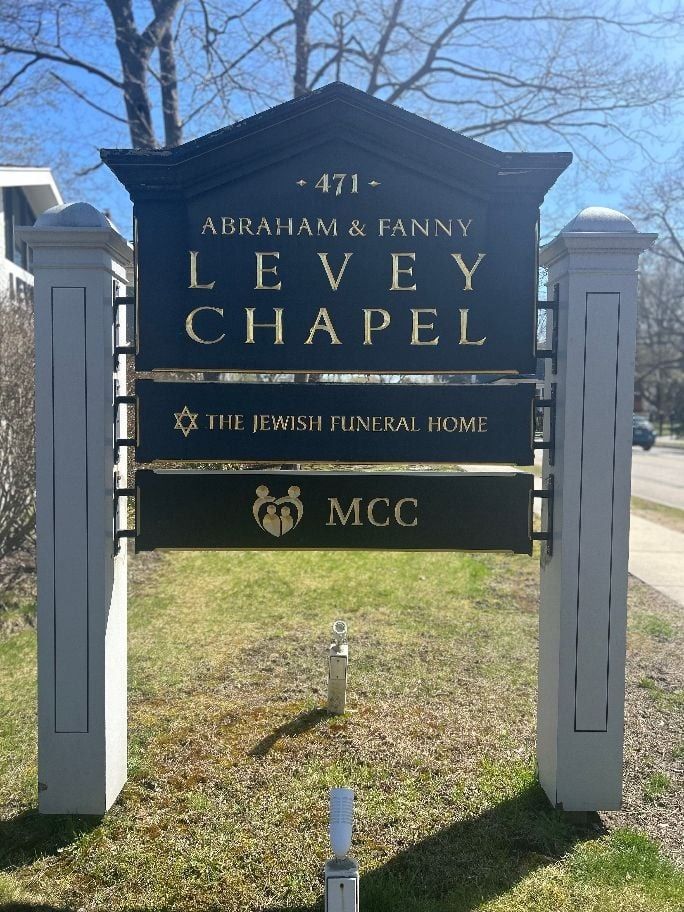 471
ABRAHAM & FANNY
LEVEY
CHAPEL
THE JEWISH FUNERAL HOME
MCC